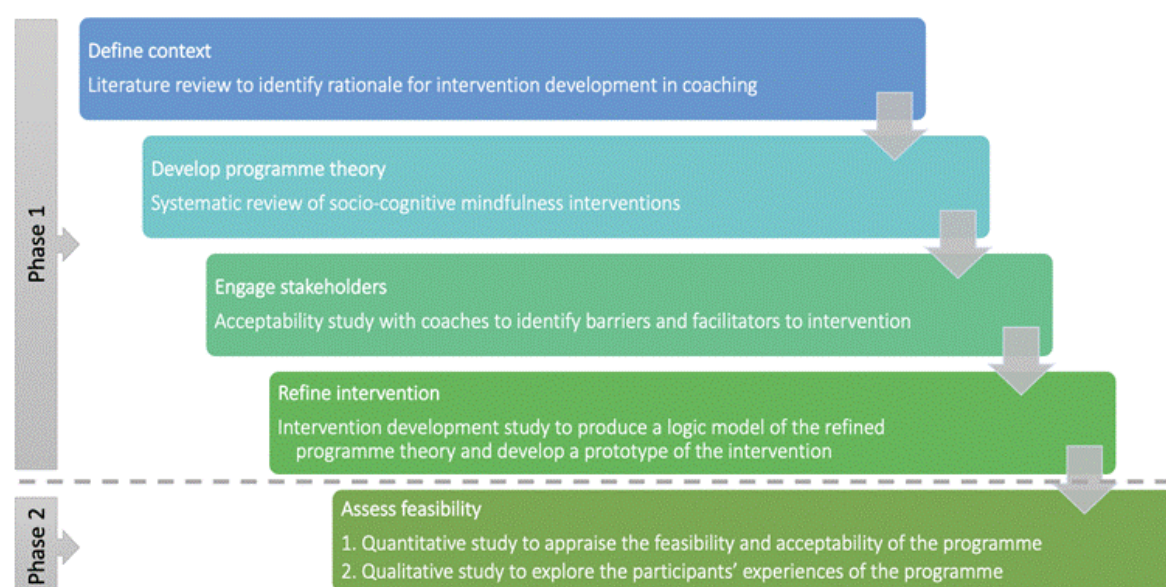 Phase 1
Define context
Literature review to identify rationale for intervention development in coaching
Develop programme theory
Systematic review of socio-cognitive mindfulness interventions
Engage stakeholders
Acceptability study with coaches to identify barriers and facilitators to intervention
Refine intervention
Intervention development study to produce a logic model of the refined
programme theory and develop a prototype of the intervention
Phase 2
Assess feasibility
1. Quantitative study to appraise the feasibility and acceptability of the programme
2. Qualitative study to explore the participants' experiences of the programme